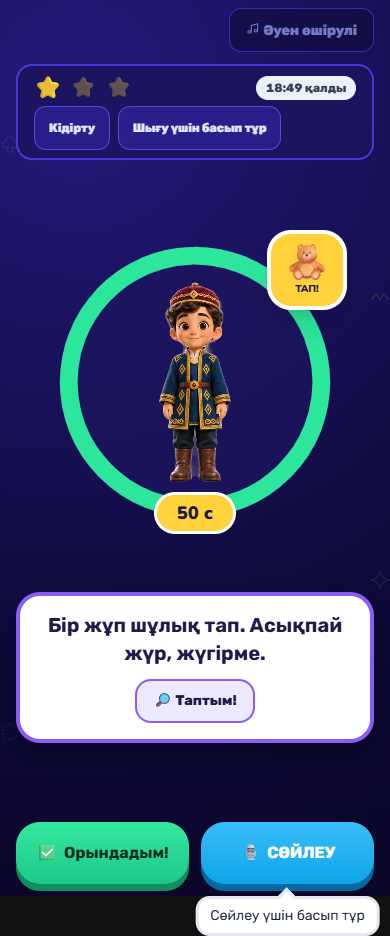 Әуен өшірулі
18:49 қалды
Кідірту
Шығу үшін басып тұр
ТАП!
50 с
Бір жұп шұлық тап. Асықпай
жүр, жүгірме.
Таптым!
Орындадым!
СӨЙЛЕУ
Сөйлеу үшін басып тұр